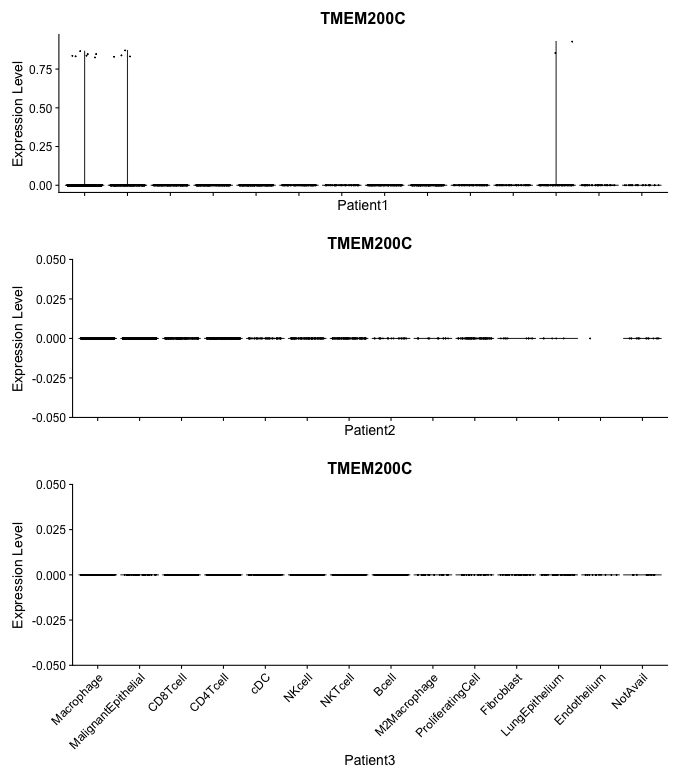 TMEM200C
Expression Level
0.75
0.50
0.25
0.00
Patient1
TMEM200C
Expression Level
0.050
0.025
0.000
-0.025
-0.050
Patient2
TMEM200C
Expression Level
0.050
0.025
0.000
-0.025
-0.050
Macrophage
MalignantEpithelial
CD8Tcell
CD4Tcell
cDC
NKcell
NKTcell
Bcell
M2Macrophage
ProliferatingCell
Fibroblast
LungEpithelium
Endothelium
NotAvail
Patient3